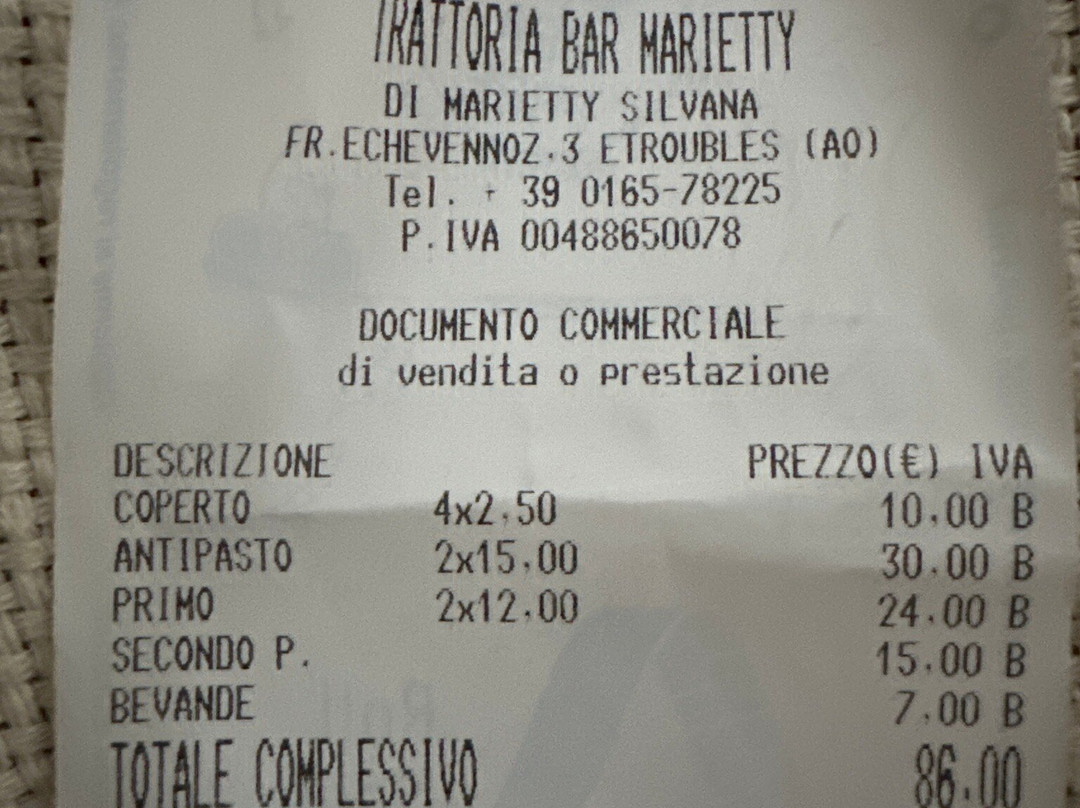 TRATTORIA BAR MARIETTY
DI MARIETTY SILVANA
FR.ECHEVENNOZ.3 ETROUBLES (AO)
Tel. + 39 0165-78225
P.IVA 00488650078
DOCUMENTO COMMERCIALE
di vendita o prestazione
DESCRIZIONE PREZZO(€) IVA
COPERTO 4x2,50 10.00 B
ANTIPASTO 2x15,00 30.00 B
PRIMO 2x12,00 24.00 B
SECONDO P. 15.00 B
BEVANDE 7.00 B
TOTALE COMPLESSIVO 86.00